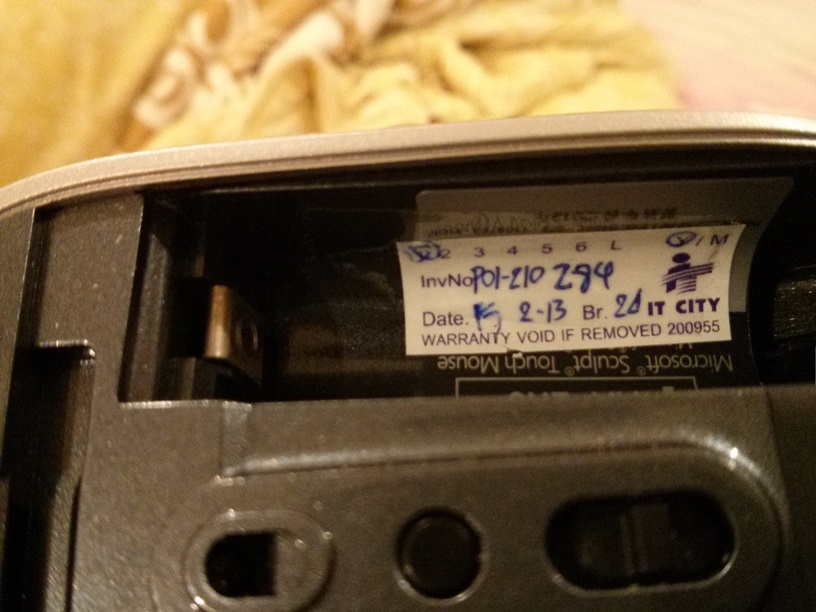 2 3 4 5 6 L Y / M
InvNo P01-210 284
Date. 15 2-13 Br. 2d IT CITY
WARRANTY VOID IF REMOVED 200955
Microsoft® Sculpt® Touch Mouse